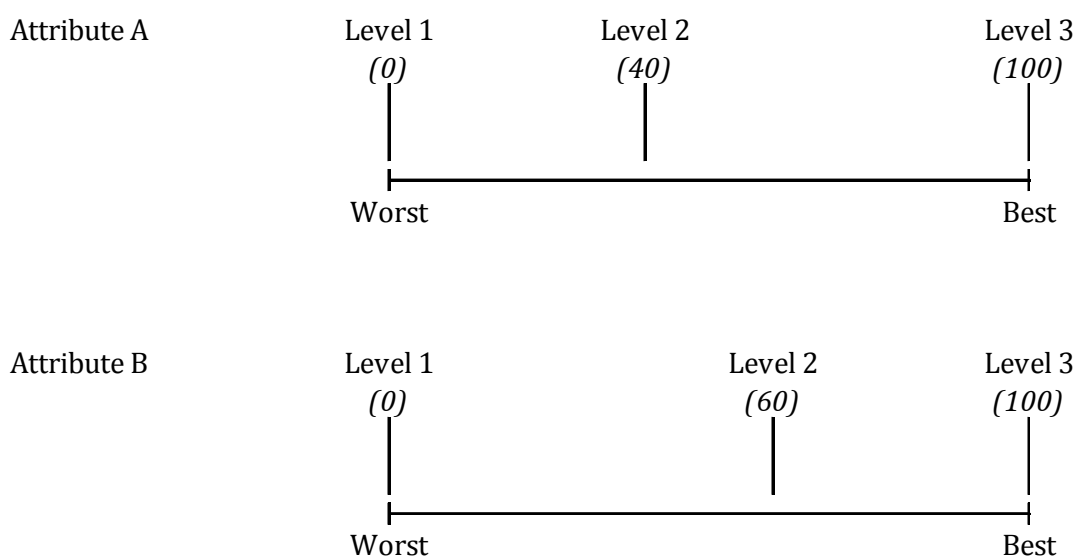 Attribute A Level 1 Level 2 Level 3
(0) (40) (100)
Worst Best
Attribute B Level 1 Level 2 Level 3
(0) (60) (100)
Worst Best